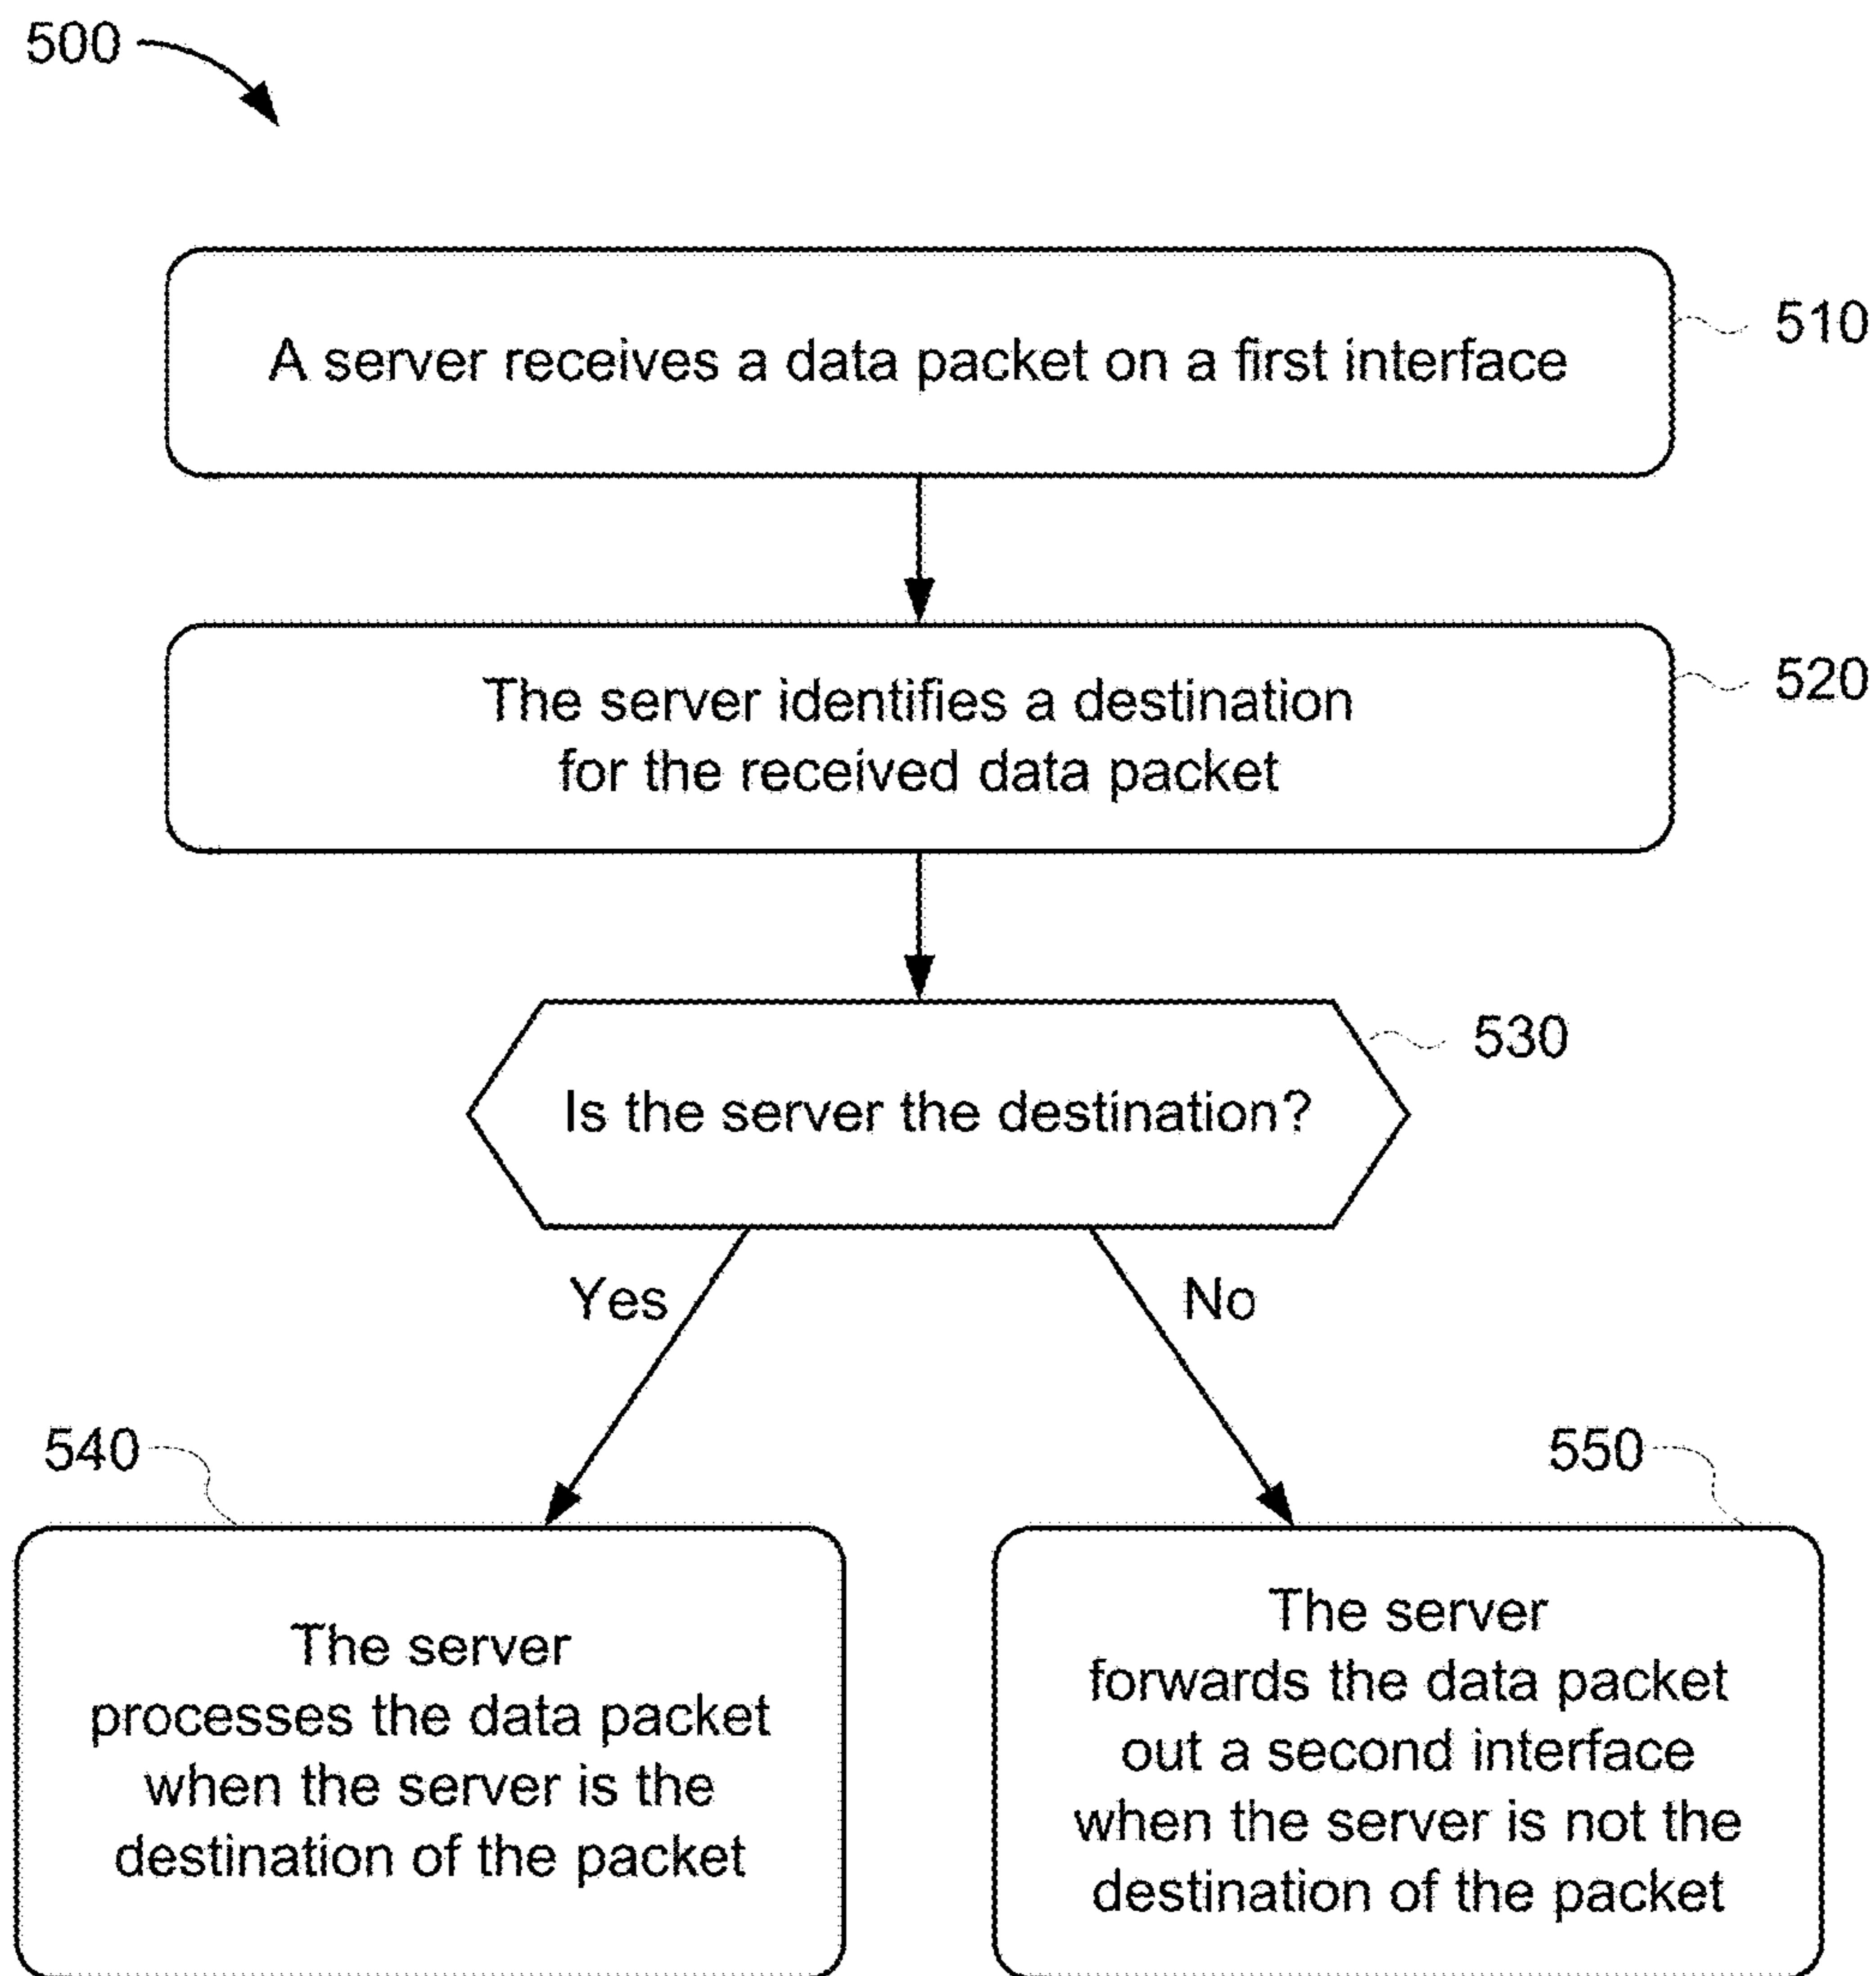 500
A server receives a data packet on a first interface
510
The server identifies a destination
for the received data packet
520
Is the server the destination?
530
Yes
No
540
The server
processes the data packet
when the server is the
destination of the packet
550
The server
forwards the data packet
out a second interface
when the server is not the
destination of the packet